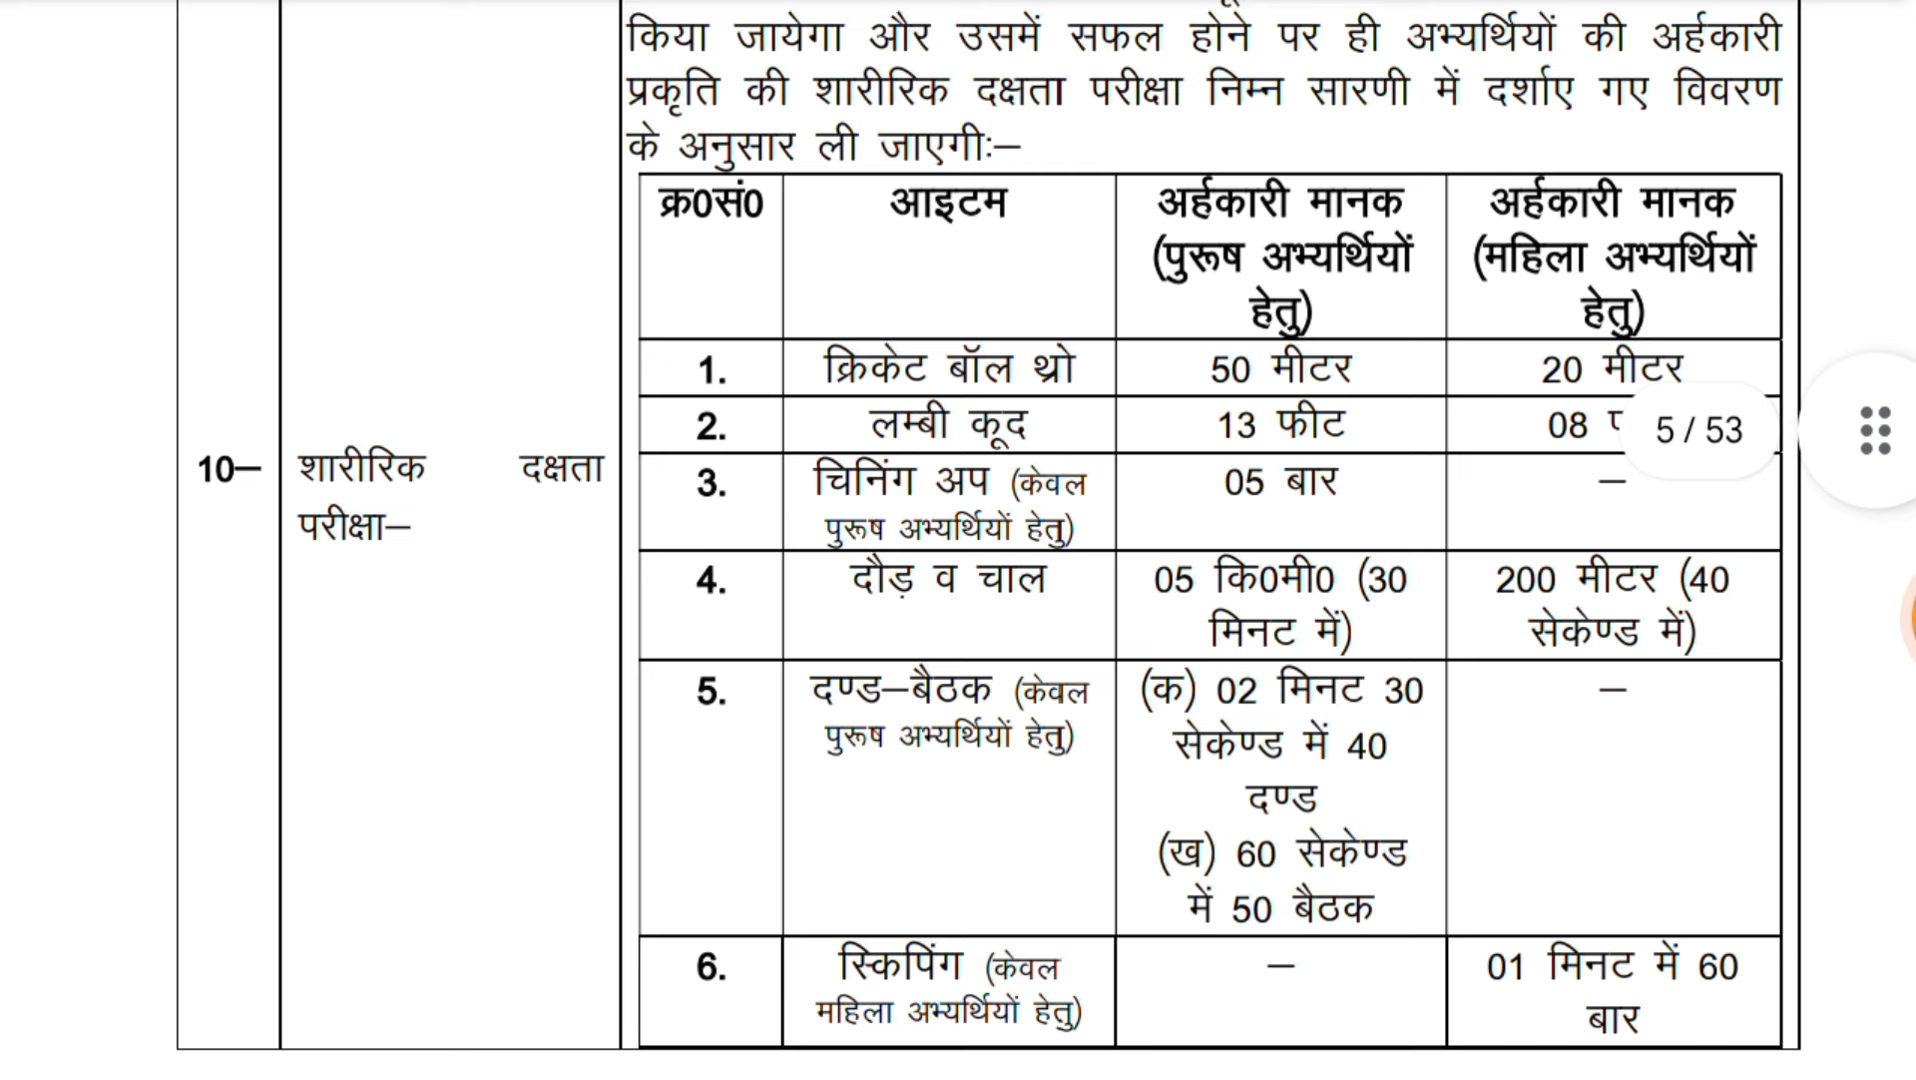 किया जायेगा और उसमें सफल होने पर ही अभ्यर्थियों की अर्हकारी
प्रकृति की शारीरिक दक्षता परीक्षा निम्न सारणी में दर्शाए गए विवरण
के अनुसार ली जाएगीः–
क्र0सं0 आइटम अर्हकारी मानक (पुरूष अभ्यर्थियों हेतु) अर्हकारी मानक (महिला अभ्यर्थियों हेतु)
1. क्रिकेट बॉल थ्रो 50 मीटर 20 मीटर
2. लम्बी कूद 13 फीट 08
5 / 53
10– शारीरिक दक्षता
परीक्षा–
3. चिनिंग अप (केवल 05 बार –
पुरूष अभ्यर्थियों हेतु)
4. दौड़ व चाल 05 कि0मी0 (30 200 मीटर (40
मिनट में) सेकेण्ड में)
5. दण्ड–बैठक (केवल (क) 02 मिनट 30 –
पुरूष अभ्यर्थियों हेतु) सेकेण्ड में 40
दण्ड
(ख) 60 सेकेण्ड
में 50 बैठक
6. स्किपिंग (केवल – 01 मिनट में 60
महिला अभ्यर्थियों हेतु) बार